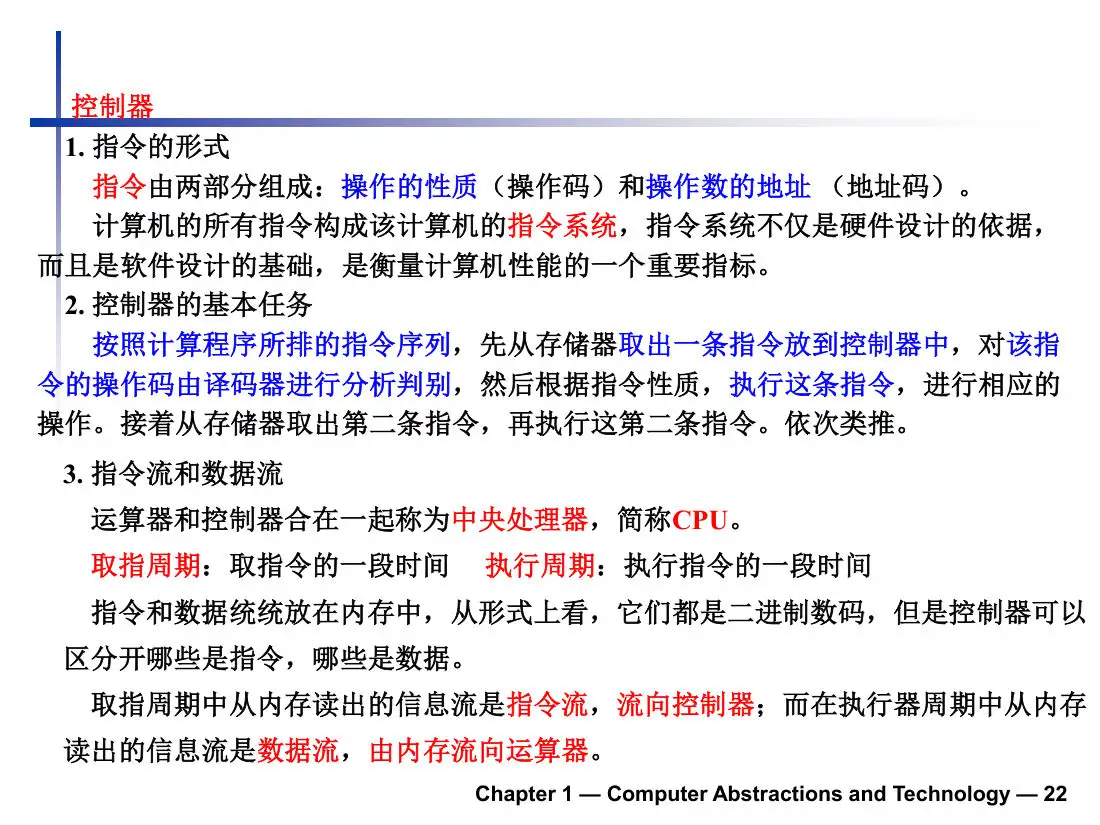 控制器
1. 指令的形式
指令由两部分组成：操作的性质（操作码）和操作数的地址 （地址码）。
计算机的所有指令构成该计算机的指令系统，指令系统不仅是硬件设计的依据，
而且是软件设计的基础，是衡量计算机性能的一个重要指标。
2. 控制器的基本任务
按照计算程序所排的指令序列，先从存储器取出一条指令放到控制器中，对该指
令的操作码由译码器进行分析判别，然后根据指令性质，执行这条指令，进行相应的
操作。接着从存储器取出第二条指令，再执行这第二条指令。依次类推。
3. 指令流和数据流
运算器和控制器合在一起称为中央处理器，简称CPU。
取指周期：取指令的一段时间 执行周期：执行指令的一段时间
指令和数据统统放在内存中，从形式上看，它们都是二进制数码，但是控制器可以
区分开哪些是指令，哪些是数据。
取指周期中从内存读出的信息流是指令流，流向控制器；而在执行器周期中从内存
读出的信息流是数据流，由内存流向运算器。
Chapter 1 — Computer Abstractions and Technology — 22